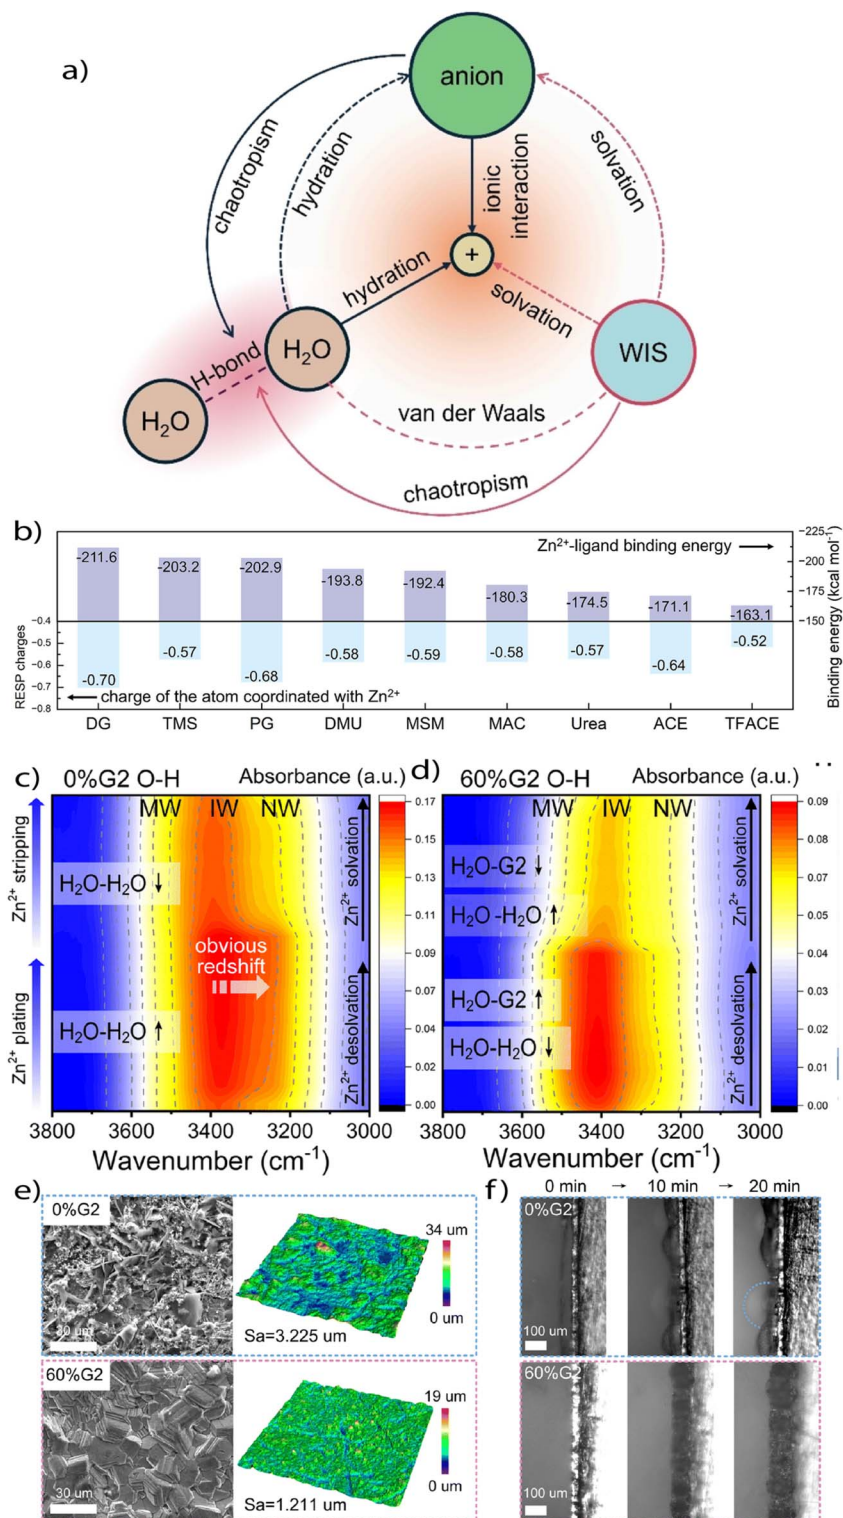 a)
anion
chaotropism
hydration
solvation
ionic
interaction
+
hydration
solvation
H₂O
WIS
H-bond
H₂O
van der Waals
chaotropism
b)
Zn²⁺-ligand binding energy
-211.6
-203.2
-202.9
-193.8
-192.4
-180.3
-174.5
-171.1
-163.1
−225
−200
−175
−150
Binding energy (kcal mol⁻¹)
−0.4
−0.5
−0.6
−0.7
−0.8
RESP charges
-0.70
-0.57
-0.68
-0.58
-0.59
-0.58
-0.57
-0.64
-0.52
charge of the atom coordinated with Zn²⁺
DG TMS PG DMU MSM MAC Urea ACE TFACE
c) 0%G2 O-H Absorbance (a.u.)
MW IW NW
0.17
0.15
0.13
0.11
0.09
0.07
0.06
0.04
0.02
0.00
Zn²⁺ stripping
Zn²⁺ plating
H₂O-H₂O ↓
obvious
redshift
H₂O-H₂O ↑
Zn²⁺ solvation
Zn²⁺ desolvation
3800 3600 3400 3200 3000
Wavenumber (cm⁻¹)
d) 60%G2 O-H Absorbance (a.u.)
MW IW NW
0.09
0.08
0.07
0.06
0.05
0.04
0.03
0.02
0.01
0.00
H₂O-G2 ↓
H₂O -H₂O ↑
H₂O-G2 ↑
H₂O-H₂O ↓
Zn²⁺ solvation
Zn²⁺ desolvation
3800 3600 3400 3200 3000
Wavenumber (cm⁻¹)
e)
0%G2
30 um
34 um
0 um
Sa=3.225 um
60%G2
30 um
19 um
0 um
Sa=1.211 um
f) 0 min → 10 min → 20 min
0%G2
100 um
60%G2
100 um